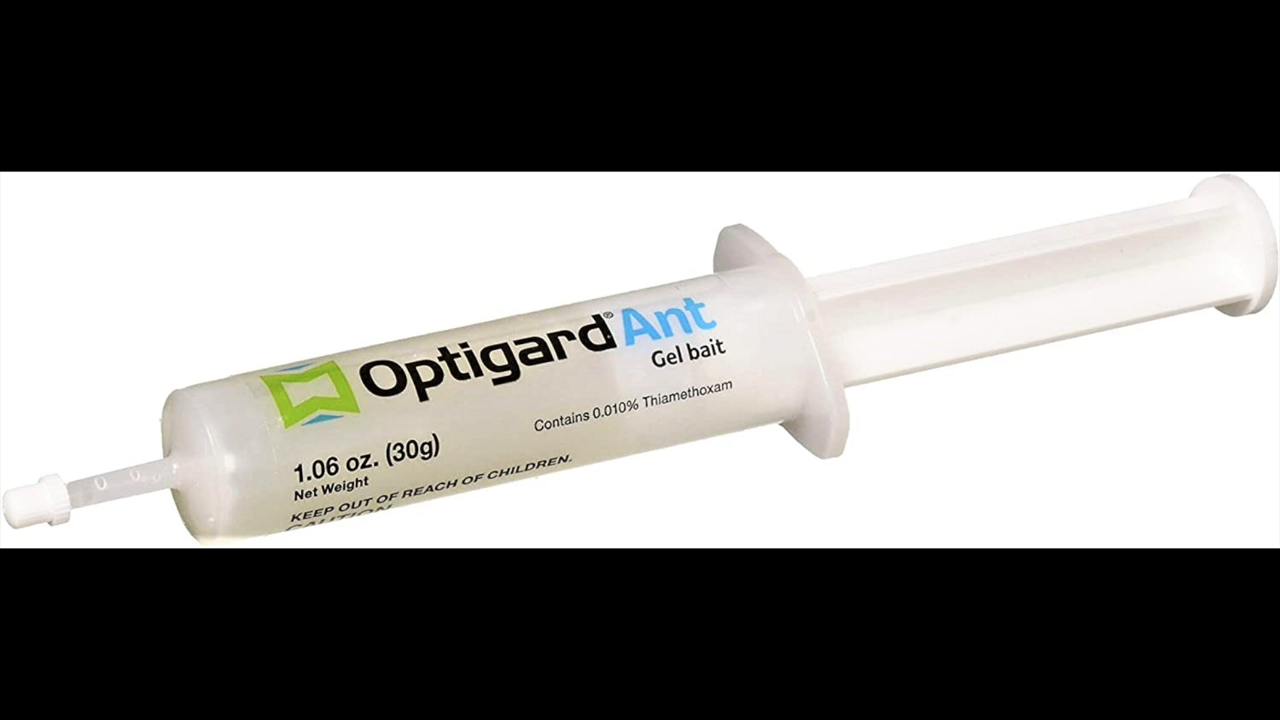 Optigard® Ant
Gel bait
Contains 0.010% Thiamethoxam
1.06 oz. (30g)
Net Weight
KEEP OUT OF REACH OF CHILDREN.
CAUTION